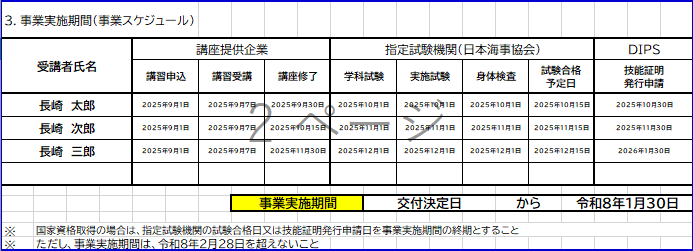 3. 事業実施期間（事業スケジュール）
受講者氏名 講座提供企業 指定試験機関（日本海事協会） DIPS
講習申込 講習受講 講座修了 学科試験 実施試験 身体検査 試験合格予定日 技能証明発行申請
長崎 太郎 2025年9月1日 2025年9月7日 2025年9月30日 2025年10月1日 2025年10月1日 2025年10月1日 2025年10月15日 2025年10月30日
長崎 次郎 2025年9月1日 2025年9月7日 2025年10月15日 2025年11月1日 2025年11月1日 2025年11月1日 2025年11月15日 2025年11月30日
長崎 三郎 2025年9月1日 2025年9月7日 2025年11月30日 2025年12月1日 2025年12月1日 2025年12月1日 2025年12月15日 2026年1月30日
2 ページ
事業実施期間 交付決定日 から 令和8年1月30日
※ 国家資格取得の場合は、指定試験機関の試験合格日又は技能証明発行申請日を事業実施期間の終期とすること
※ ただし、事業実施期間は、令和8年2月28日を超えないこと